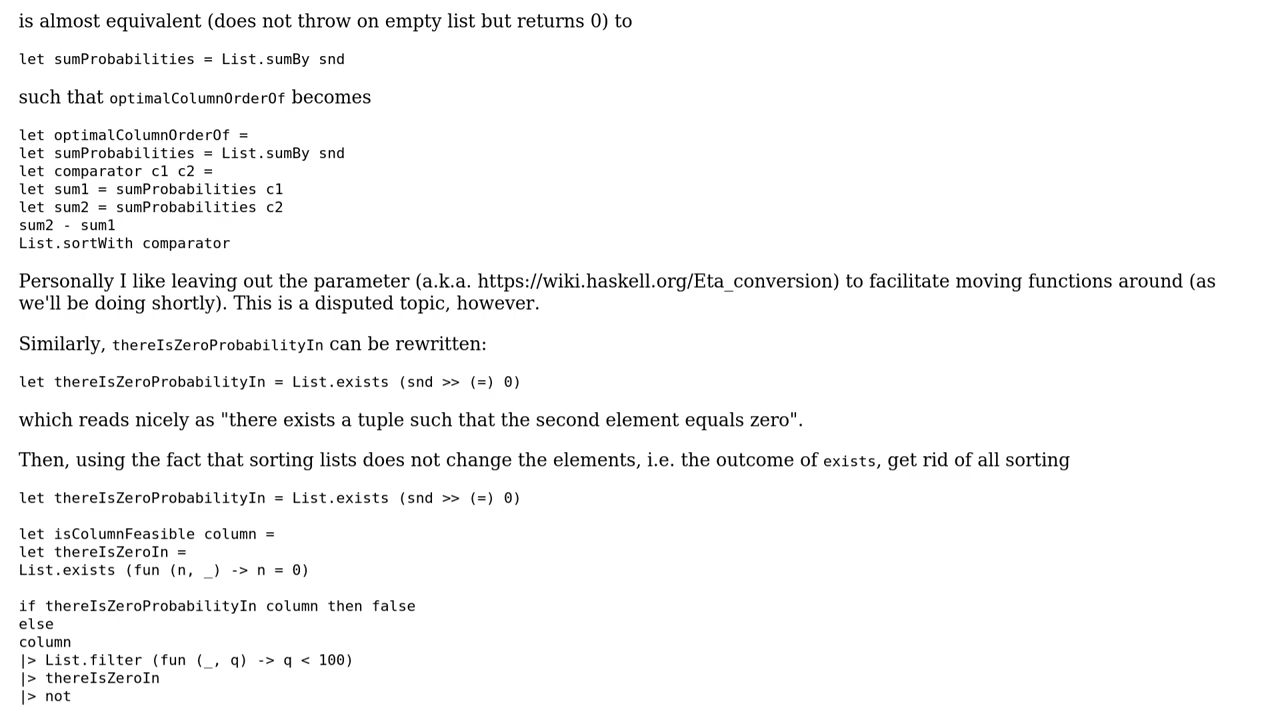 is almost equivalent (does not throw on empty list but returns 0) to
let sumProbabilities = List.sumBy snd
such that optimalColumnOrderOf becomes
let optimalColumnOrderOf =
let sumProbabilities = List.sumBy snd
let comparator c1 c2 =
let sum1 = sumProbabilities c1
let sum2 = sumProbabilities c2
sum2 - sum1
List.sortWith comparator
Personally I like leaving out the parameter (a.k.a. https://wiki.haskell.org/Eta_conversion) to facilitate moving functions around (as
we'll be doing shortly). This is a disputed topic, however.
Similarly, thereIsZeroProbabilityIn can be rewritten:
let thereIsZeroProbabilityIn = List.exists (snd >> (=) 0)
which reads nicely as "there exists a tuple such that the second element equals zero".
Then, using the fact that sorting lists does not change the elements, i.e. the outcome of exists, get rid of all sorting
let thereIsZeroProbabilityIn = List.exists (snd >> (=) 0)
let isColumnFeasible column =
let thereIsZeroIn =
List.exists (fun (n, _) -> n = 0)
if thereIsZeroProbabilityIn column then false
else
column
|> List.filter (fun (_, q) -> q < 100)
|> thereIsZeroIn
|> not